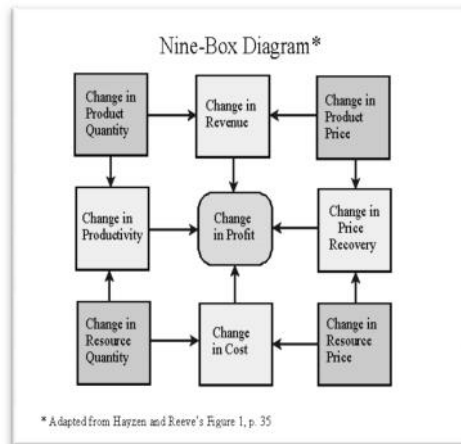 Nine-Box Diagram*
Change in
Product
Quantity
Change in
Revenue
Change in
Product
Price
Change in
Productivity
Change
in Profit
Change in
Price
Recovery
Change in
Resource
Quantity
Change
in Cost
Change in
Resource
Price
* Adapted from Hayzen and Reeve's Figure 1, p. 35